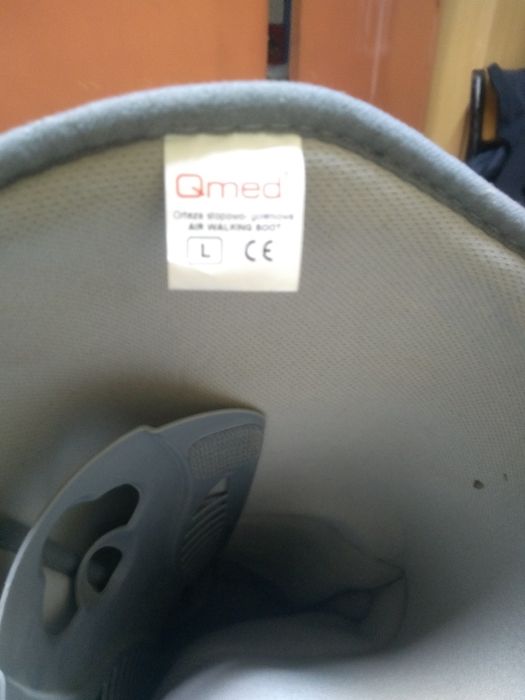 Qmed
Orteza stopowo-goleniowa
AIR WALKING BOOT
L CE